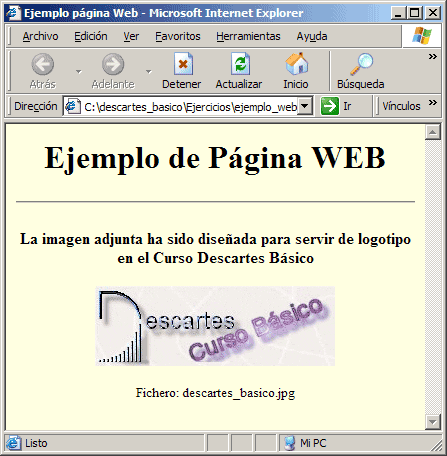 Ejemplo página Web - Microsoft Internet Explorer
Archivo Edición Ver Favoritos Herramientas Ayuda »
Atrás Adelante Detener Actualizar Inicio Búsqueda »
Dirección C:\descartes_basico\Ejercicios\ejemplo_web Ir Vínculos »
Ejemplo de Página WEB
La imagen adjunta ha sido diseñada para servir de logotipo
en el Curso Descartes Básico
Descartes
Curso Básico
Fichero: descartes_basico.jpg
Listo Mi PC